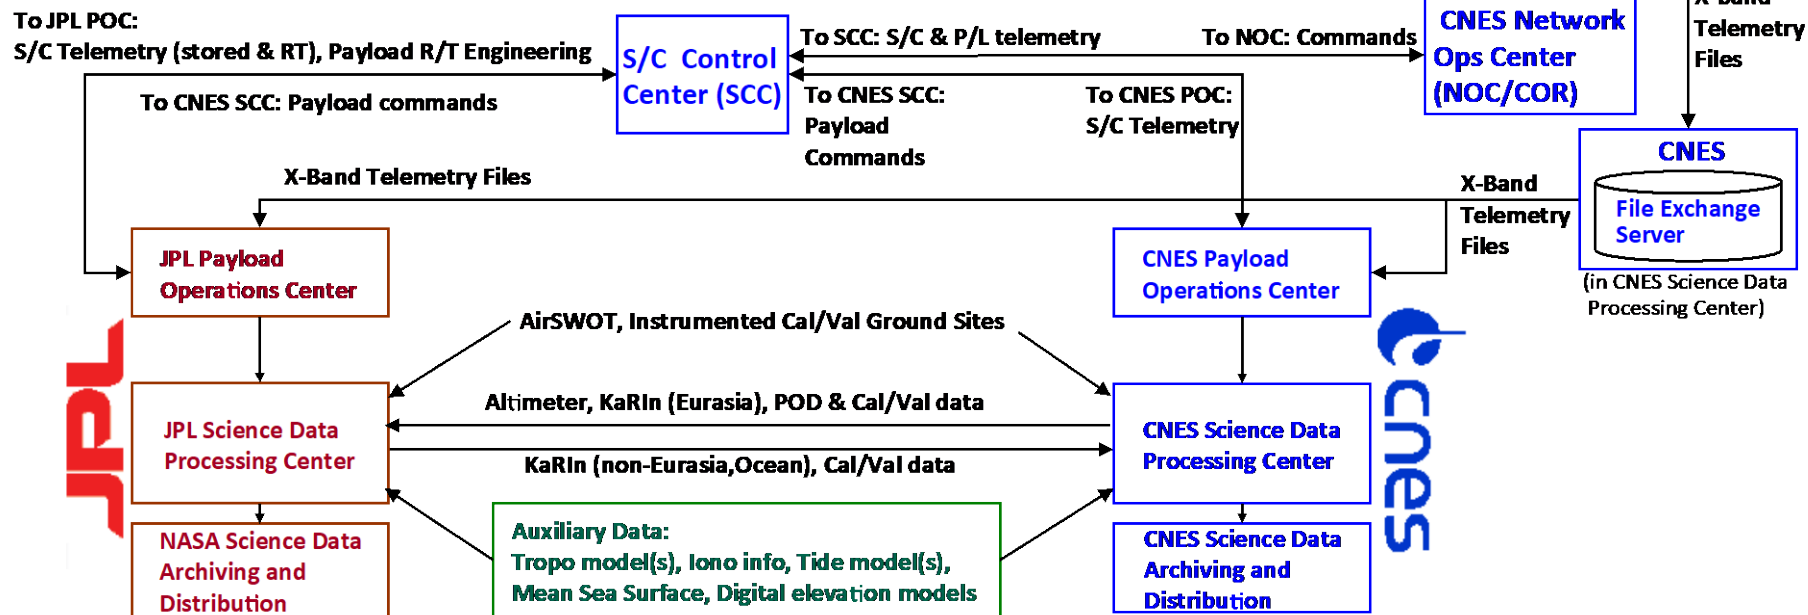 To JPL POC:
S/C Telemetry (stored & RT), Payload R/T Engineering
To CNES SCC: Payload commands
S/C Control
Center (SCC)
To SCC: S/C & P/L telemetry
To NOC: Commands
CNES Network
Ops Center
(NOC/COR)
X-band
Telemetry
Files
To CNES SCC:
Payload
Commands
To CNES POC:
S/C Telemetry
CNES
File Exchange
Server
(in CNES Science Data
Processing Center)
X-Band Telemetry Files
X-Band
Telemetry
Files
JPL Payload
Operations Center
CNES Payload
Operations Center
AirSWOT, Instrumented Cal/Val Ground Sites
JPL
cnes
Altimeter, KaRIn (Eurasia), POD & Cal/Val data
JPL Science Data
Processing Center
CNES Science Data
Processing Center
KaRIn (non-Eurasia,Ocean), Cal/Val data
Auxiliary Data:
Tropo model(s), Iono info, Tide model(s),
Mean Sea Surface, Digital elevation models
NASA Science Data
Archiving and
Distribution
CNES Science Data
Archiving and
Distribution